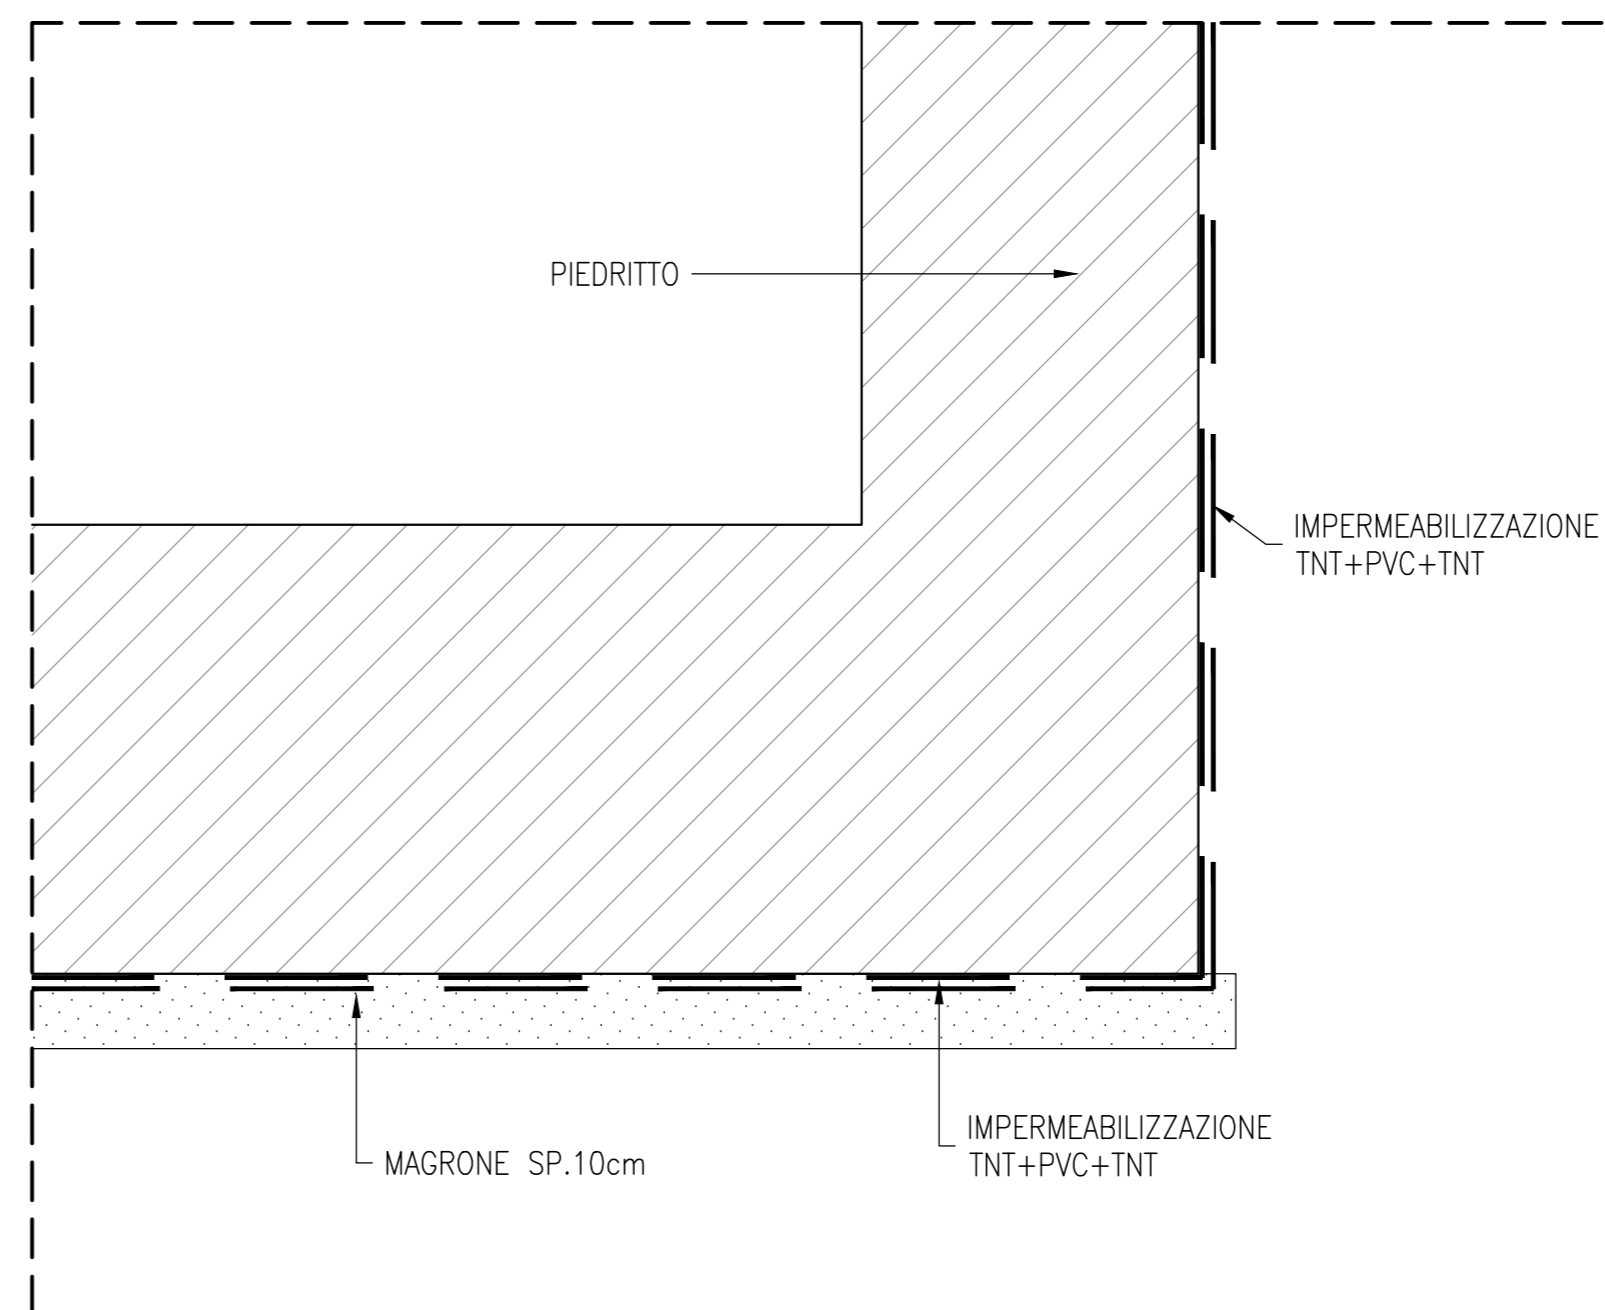 PIEDRITTO
IMPERMEABILIZZAZIONE
TNT+PVC+TNT
IMPERMEABILIZZAZIONE
TNT+PVC+TNT
MAGRONE SP.10cm